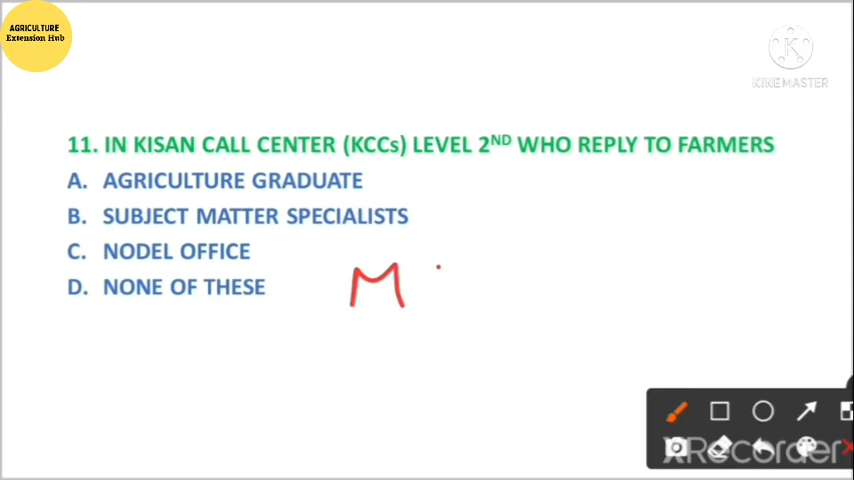 AGRICULTURE
Extension Hub
K
KINEMASTER
11. IN KISAN CALL CENTER (KCCs) LEVEL 2ND WHO REPLY TO FARMERS
A. AGRICULTURE GRADUATE
B. SUBJECT MATTER SPECIALISTS
C. NODEL OFFICE
D. NONE OF THESE
M
XRecorder